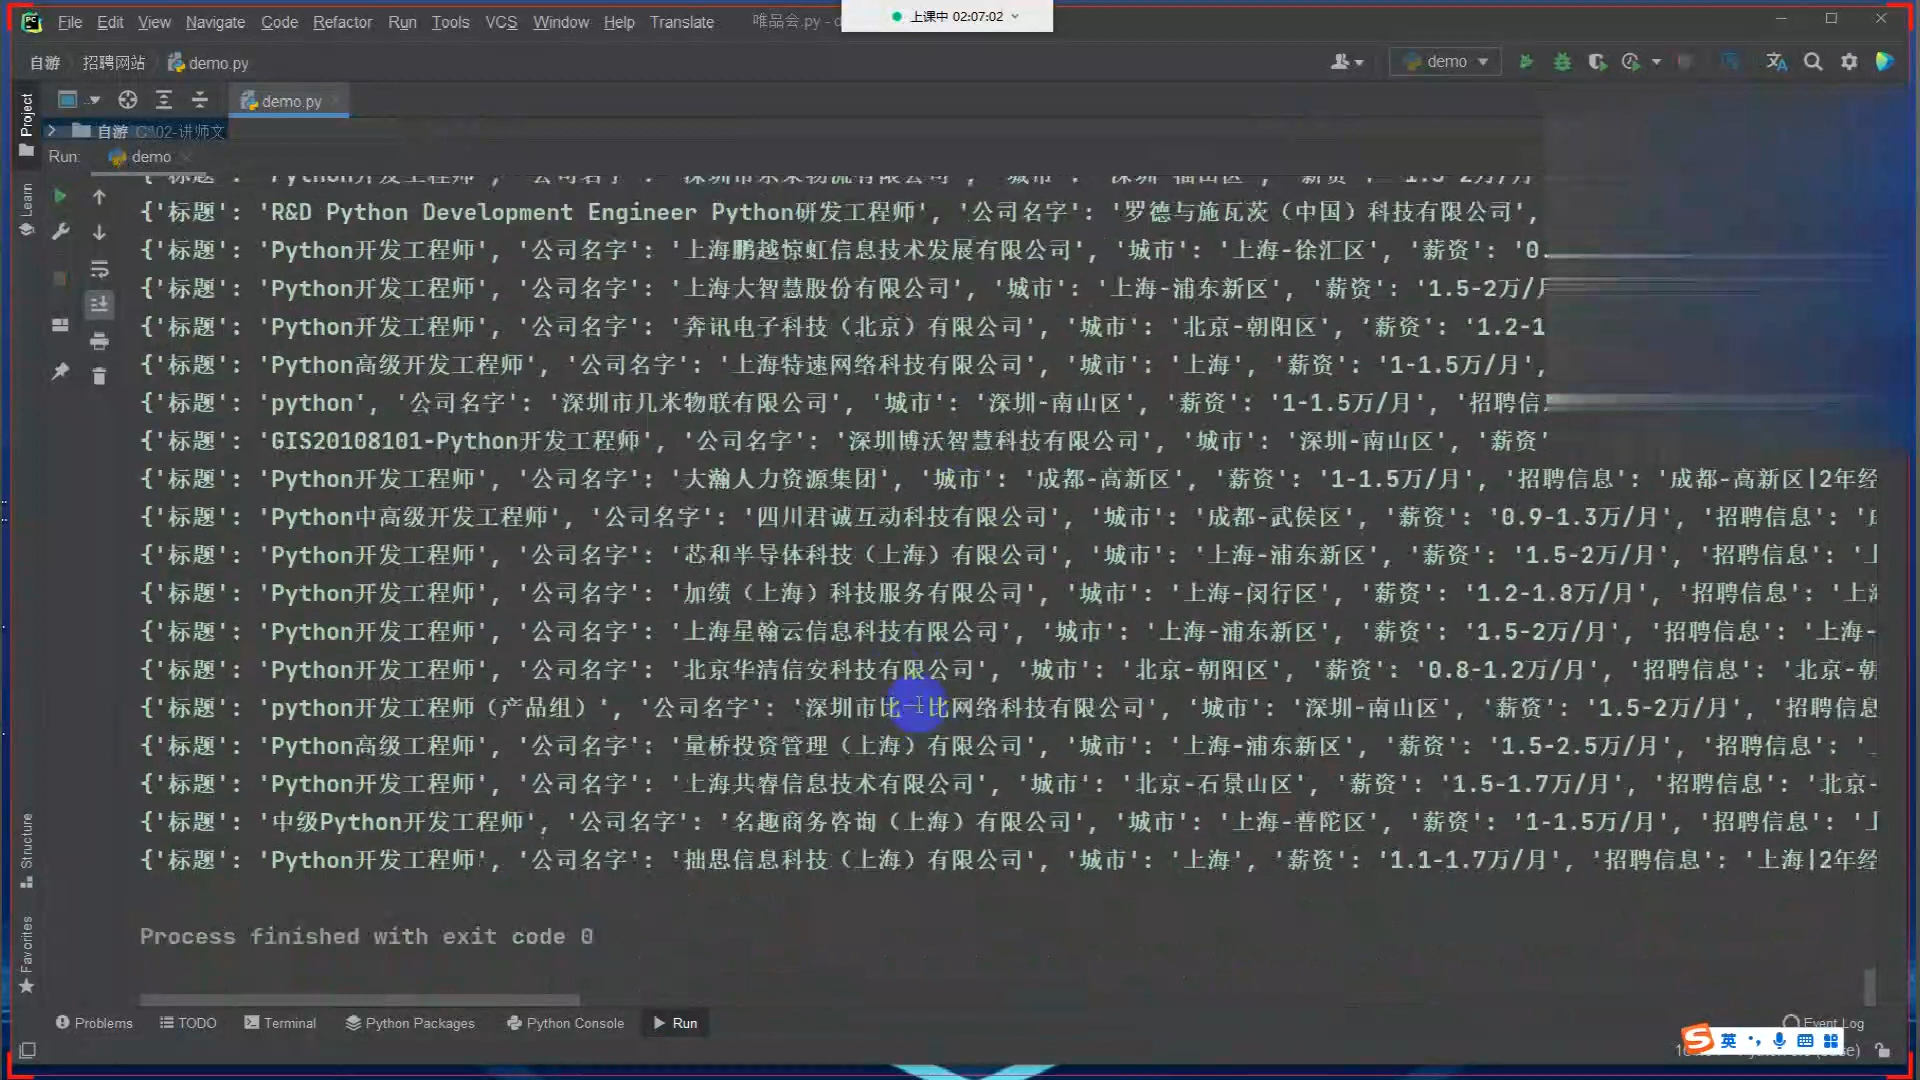 File Edit View Navigate Code Refactor Run Tools VCS Window Help Translate 唯品会.py - d
上课中 02:07:02
自游 招聘网站 demo.py
demo
demo.py
Project
自游 C:\02-讲师文
Run: demo
Learn
{'标题': 'R&D Python Development Engineer Python研发工程师', '公司名字': '罗德与施瓦茨（中国）科技有限公司',
{'标题': 'Python开发工程师', '公司名字': '上海鹏越惊虹信息技术发展有限公司', '城市': '上海-徐汇区', '薪资': '0.
{'标题': 'Python开发工程师', '公司名字': '上海大智慧股份有限公司', '城市': '上海-浦东新区', '薪资': '1.5-2万/月
{'标题': 'Python开发工程师', '公司名字': '奔讯电子科技（北京）有限公司', '城市': '北京-朝阳区', '薪资': '1.2-1
{'标题': 'Python高级开发工程师', '公司名字': '上海特速网络科技有限公司', '城市': '上海', '薪资': '1-1.5万/月',
{'标题': 'python', '公司名字': '深圳市几米物联有限公司', '城市': '深圳-南山区', '薪资': '1-1.5万/月', '招聘信
{'标题': 'GIS20108101-Python开发工程师', '公司名字': '深圳博沃智慧科技有限公司', '城市': '深圳-南山区', '薪资'
{'标题': 'Python开发工程师', '公司名字': '大瀚人力资源集团', '城市': '成都-高新区', '薪资': '1-1.5万/月', '招聘信息': '成都-高新区|2年经
{'标题': 'Python中高级开发工程师', '公司名字': '四川君诚互动科技有限公司', '城市': '成都-武侯区', '薪资': '0.9-1.3万/月', '招聘信息': '
{'标题': 'Python开发工程师', '公司名字': '芯和半导体科技（上海）有限公司', '城市': '上海-浦东新区', '薪资': '1.5-2万/月', '招聘信息': '
{'标题': 'Python开发工程师', '公司名字': '加绩（上海）科技服务有限公司', '城市': '上海-闵行区', '薪资': '1.2-1.8万/月', '招聘信息': '上海
{'标题': 'Python开发工程师', '公司名字': '上海星翰云信息科技有限公司', '城市': '上海-浦东新区', '薪资': '1.5-2万/月', '招聘信息': '上海-
{'标题': 'Python开发工程师', '公司名字': '北京华清信安科技有限公司', '城市': '北京-朝阳区', '薪资': '0.8-1.2万/月', '招聘信息': '北京-朝
{'标题': 'python开发工程师（产品组）', '公司名字': '深圳市比一比网络科技有限公司', '城市': '深圳-南山区', '薪资': '1.5-2万/月', '招聘信息
{'标题': 'Python高级工程师', '公司名字': '量桥投资管理（上海）有限公司', '城市': '上海-浦东新区', '薪资': '1.5-2.5万/月', '招聘信息': '
{'标题': 'Python开发工程师', '公司名字': '上海共睿信息技术有限公司', '城市': '北京-石景山区', '薪资': '1.5-1.7万/月', '招聘信息': '北京-
{'标题': '中级Python开发工程师', '公司名字': '名趣商务咨询（上海）有限公司', '城市': '上海-普陀区', '薪资': '1-1.5万/月', '招聘信息': '
{'标题': 'Python开发工程师', '公司名字': '拙思信息科技（上海）有限公司', '城市': '上海', '薪资': '1.1-1.7万/月', '招聘信息': '上海|2年经
Process finished with exit code 0
Structure
Favorites
Problems TODO Terminal Python Packages Python Console Run Event Log
英